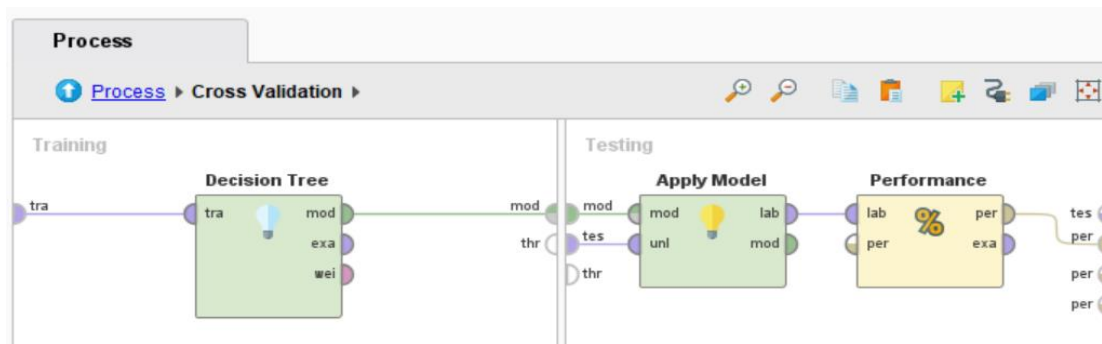 Process
Process ▸ Cross Validation ▸
Training
Testing
Decision Tree
Apply Model
Performance
tra
tra
mod
exa
wei
mod
thr
mod
tes
thr
mod
unl
lab
mod
lab
per
per
exa
tes
per
per
per